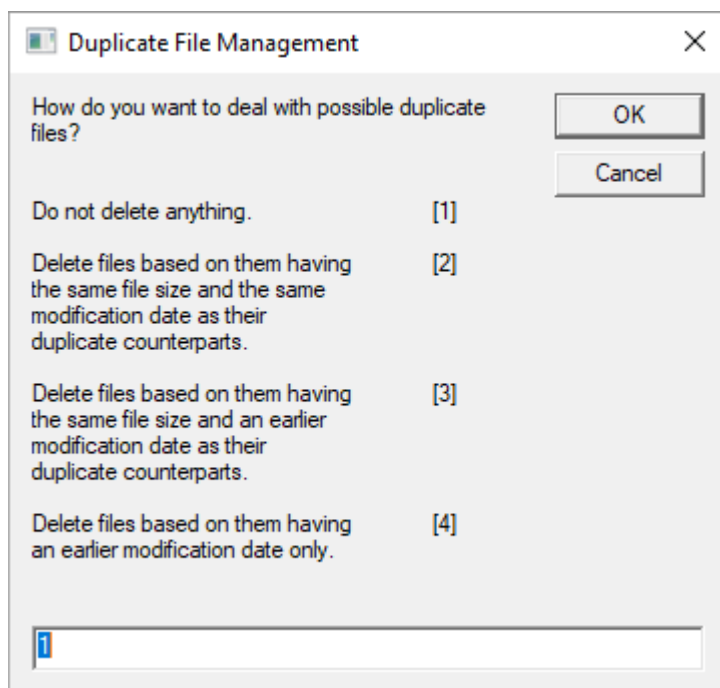 Duplicate File Management
How do you want to deal with possible duplicate
files?
OK
Cancel
Do not delete anything. [1]
Delete files based on them having [2]
the same file size and the same
modification date as their
duplicate counterparts.
Delete files based on them having [3]
the same file size and an earlier
modification date as their
duplicate counterparts.
Delete files based on them having [4]
an earlier modification date only.
1